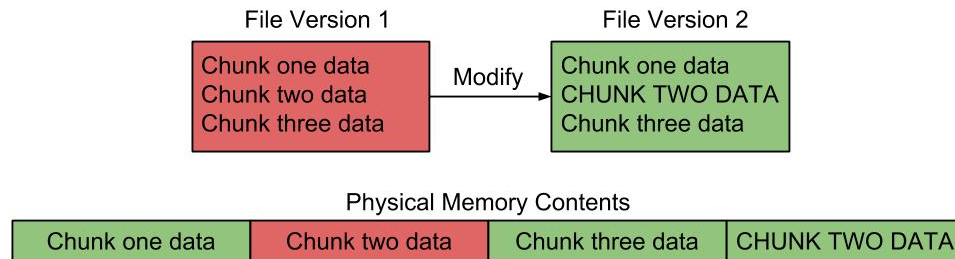 File Version 1
File Version 2
Chunk one data
Chunk two data
Chunk three data
Modify
Chunk one data
CHUNK TWO DATA
Chunk three data
Physical Memory Contents
Chunk one data
Chunk two data
Chunk three data
CHUNK TWO DATA